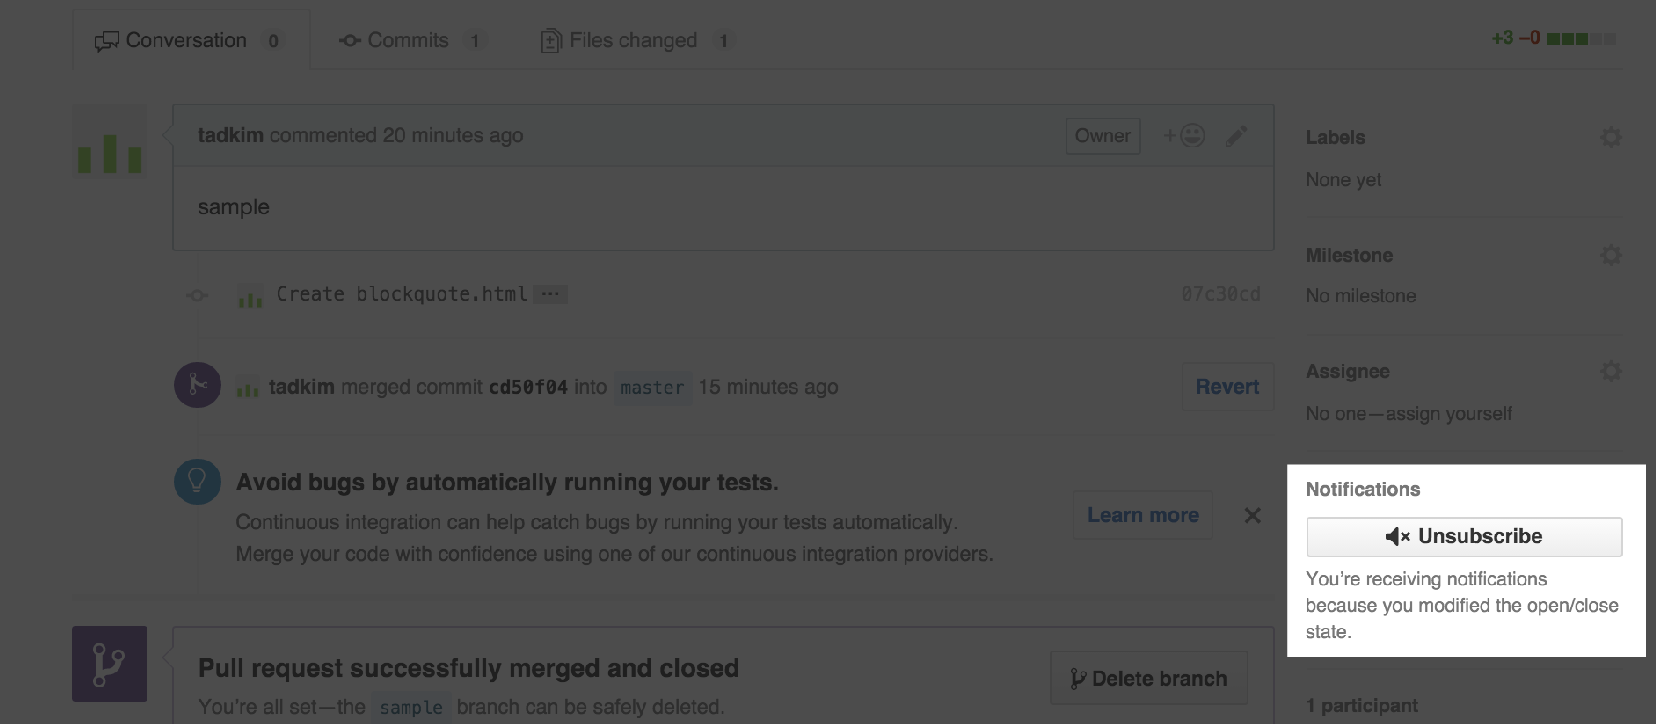 Conversation 0 Commits 1 Files changed 1 +3 −0
tadkim commented 20 minutes ago Owner +
sample
Create blockquote.html ... 07c30cd
tadkim merged commit cd50f04 into master 15 minutes ago Revert
Avoid bugs by automatically running your tests.
Continuous integration can help catch bugs by running your tests automatically.
Merge your code with confidence using one of our continuous integration providers.
Learn more
Pull request successfully merged and closed
You’re all set—the sample branch can be safely deleted.
Delete branch
Labels
None yet
Milestone
No milestone
Assignee
No one—assign yourself
Notifications
Unsubscribe
You’re receiving notifications
because you modified the open/close
state.
1 participant